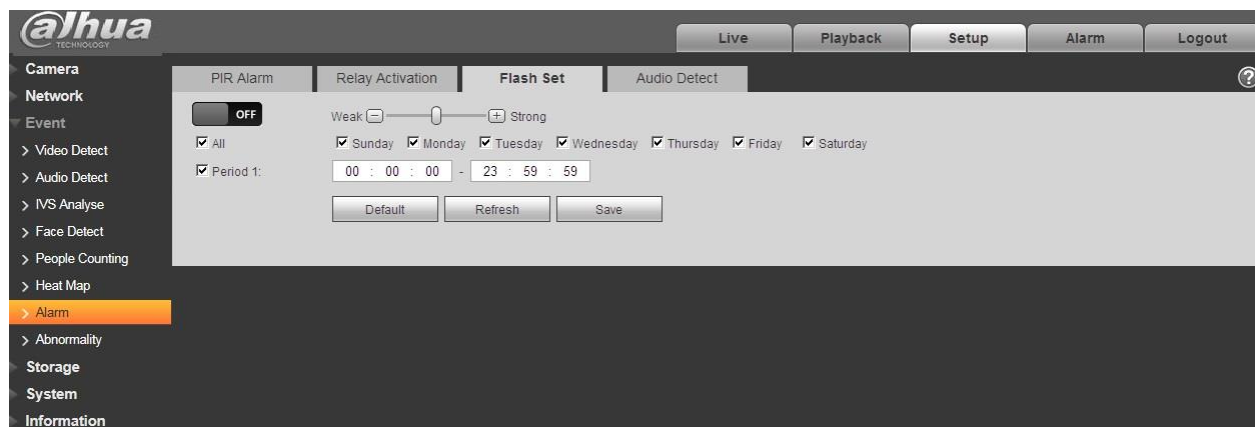 alhua
TECHNOLOGY
Live Playback Setup Alarm Logout
Camera
Network
Event
> Video Detect
> Audio Detect
> IVS Analyse
> Face Detect
> People Counting
> Heat Map
> Alarm
> Abnormality
Storage
System
Information
PIR Alarm Relay Activation Flash Set Audio Detect ?
OFF Weak - + Strong
All Sunday Monday Tuesday Wednesday Thursday Friday Saturday
Period 1: 00 : 00 : 00 - 23 : 59 : 59
Default Refresh Save